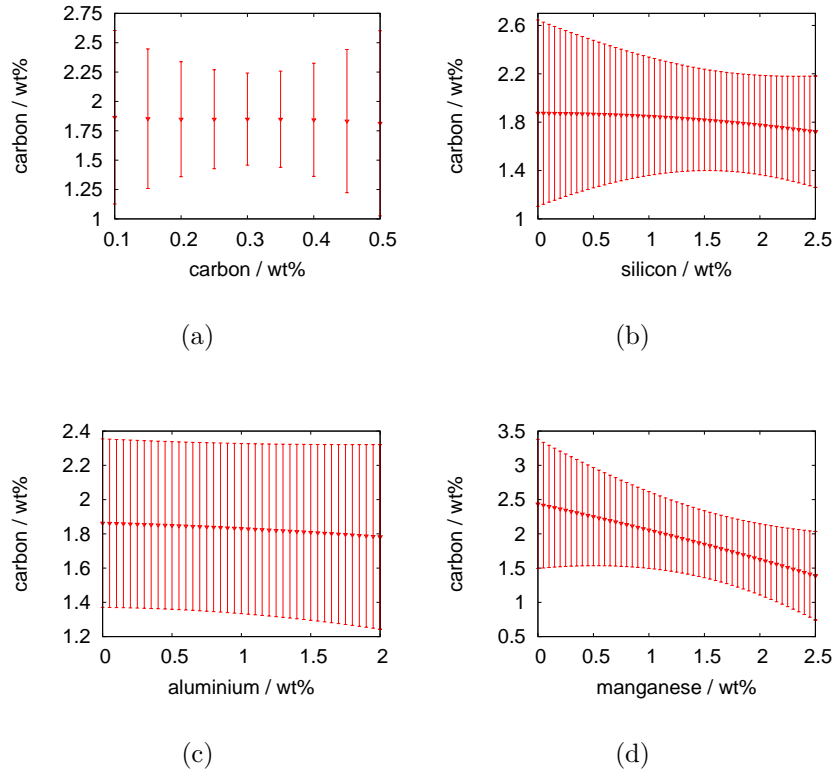 carbon / wt%
2.75
2.5
2.25
2
1.75
1.5
1.25
1
0.1 0.2 0.3 0.4 0.5
carbon / wt%
(a)
carbon / wt%
2.6
2.2
1.8
1.4
1
0 0.5 1 1.5 2 2.5
silicon / wt%
(b)
carbon / wt%
2.4
2.2
2
1.8
1.6
1.4
1.2
0 0.5 1 1.5 2
aluminium / wt%
(c)
carbon / wt%
3.5
3
2.5
2
1.5
1
0.5
0 0.5 1 1.5 2 2.5
manganese / wt%
(d)